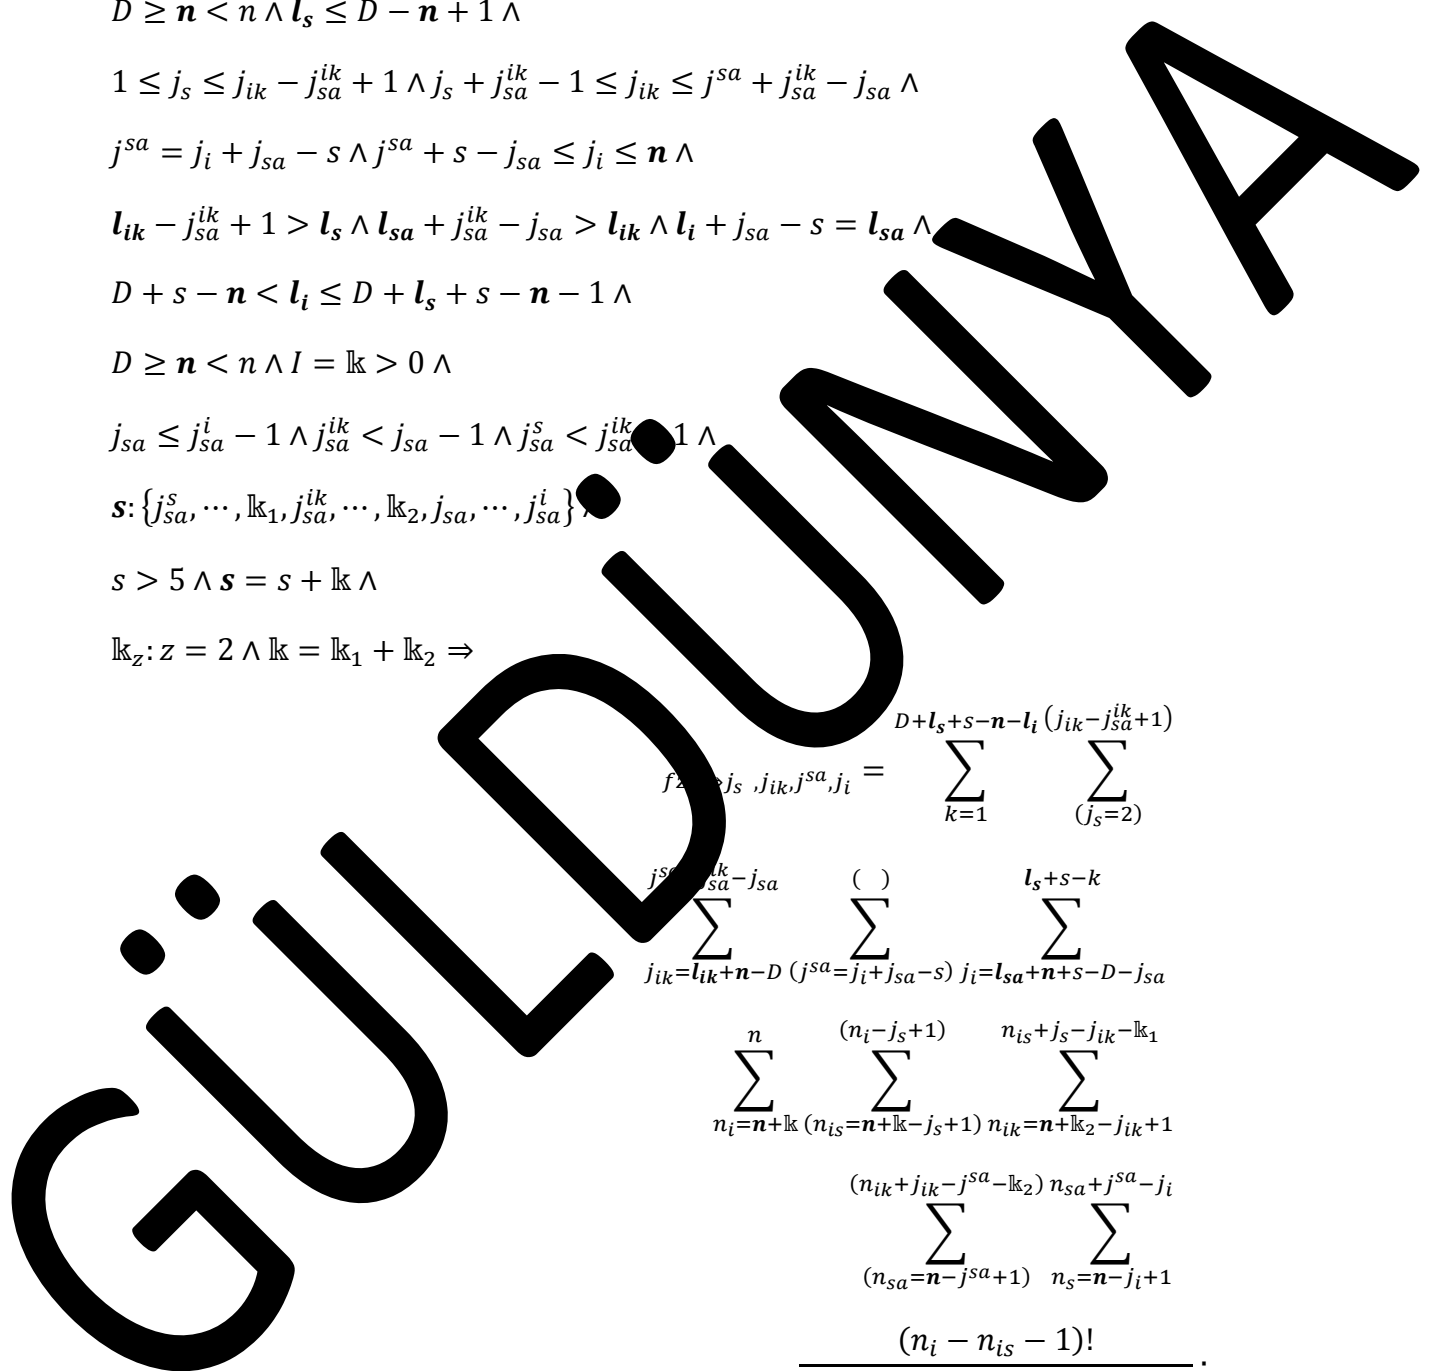 D ≥ n < n ∧ l_s ≤ D − n + 1 ∧
1 ≤ j_s ≤ j_{ik} − j_{sa}^{ik} + 1 ∧ j_s + j_{sa}^{ik} − 1 ≤ j_{ik} ≤ j^{sa} + j_{sa}^{ik} − j_{sa} ∧
j^{sa} = j_i + j_{sa} − s ∧ j^{sa} + s − j_{sa} ≤ j_i ≤ n ∧
l_{ik} − j_{sa}^{ik} + 1 > l_s ∧ l_{sa} + j_{sa}^{ik} − j_{sa} > l_{ik} ∧ l_i + j_{sa} − s = l_{sa} ∧
D + s − n < l_i ≤ D + l_s + s − n − 1 ∧
D ≥ n < n ∧ I = 𝕜 > 0 ∧
j_{sa} ≤ j_{sa}^i − 1 ∧ j_{sa}^{ik} < j_{sa} − 1 ∧ j_{sa}^s < j_{sa}^{ik} 1 ∧
s: {j_{sa}^s, ⋯ , 𝕜_1, j_{sa}^{ik}, ⋯ , 𝕜_2, j_{sa}, ⋯ , j_{sa}^i}
s > 5 ∧ s = s + 𝕜 ∧
𝕜_z: z = 2 ∧ 𝕜 = 𝕜_1 + 𝕜_2 ⇒
j_s ,j_{ik},j^{sa},j_i = ∑_{k=1}^{D+l_s+s−n−l_i} ∑_{(j_s=2)}^{(j_{ik}−j_{sa}^{ik}+1)}
∑_{j_{ik}=l_{ik}+n−D}^{−j_{sa}} ∑_{(j^{sa}=j_i+j_{sa}−s)}^{( )} ∑_{j_i=l_{sa}+n+s−D−j_{sa}}^{l_s+s−k}
∑_{n_i=n+𝕜}^{n} ∑_{(n_{is}=n+𝕜−j_s+1)}^{(n_i−j_s+1)} ∑_{n_{ik}=n+𝕜_2−j_{ik}+1}^{n_{is}+j_s−j_{ik}−𝕜_1}
∑_{(n_{sa}=n−j^{sa}+1)}^{(n_{ik}+j_{ik}−j^{sa}−𝕜_2)} ∑_{n_s=n−j_i+1}^{n_{sa}+j^{sa}−j_i}
(n_i − n_{is} − 1)! ·
GÜLDÜNYA